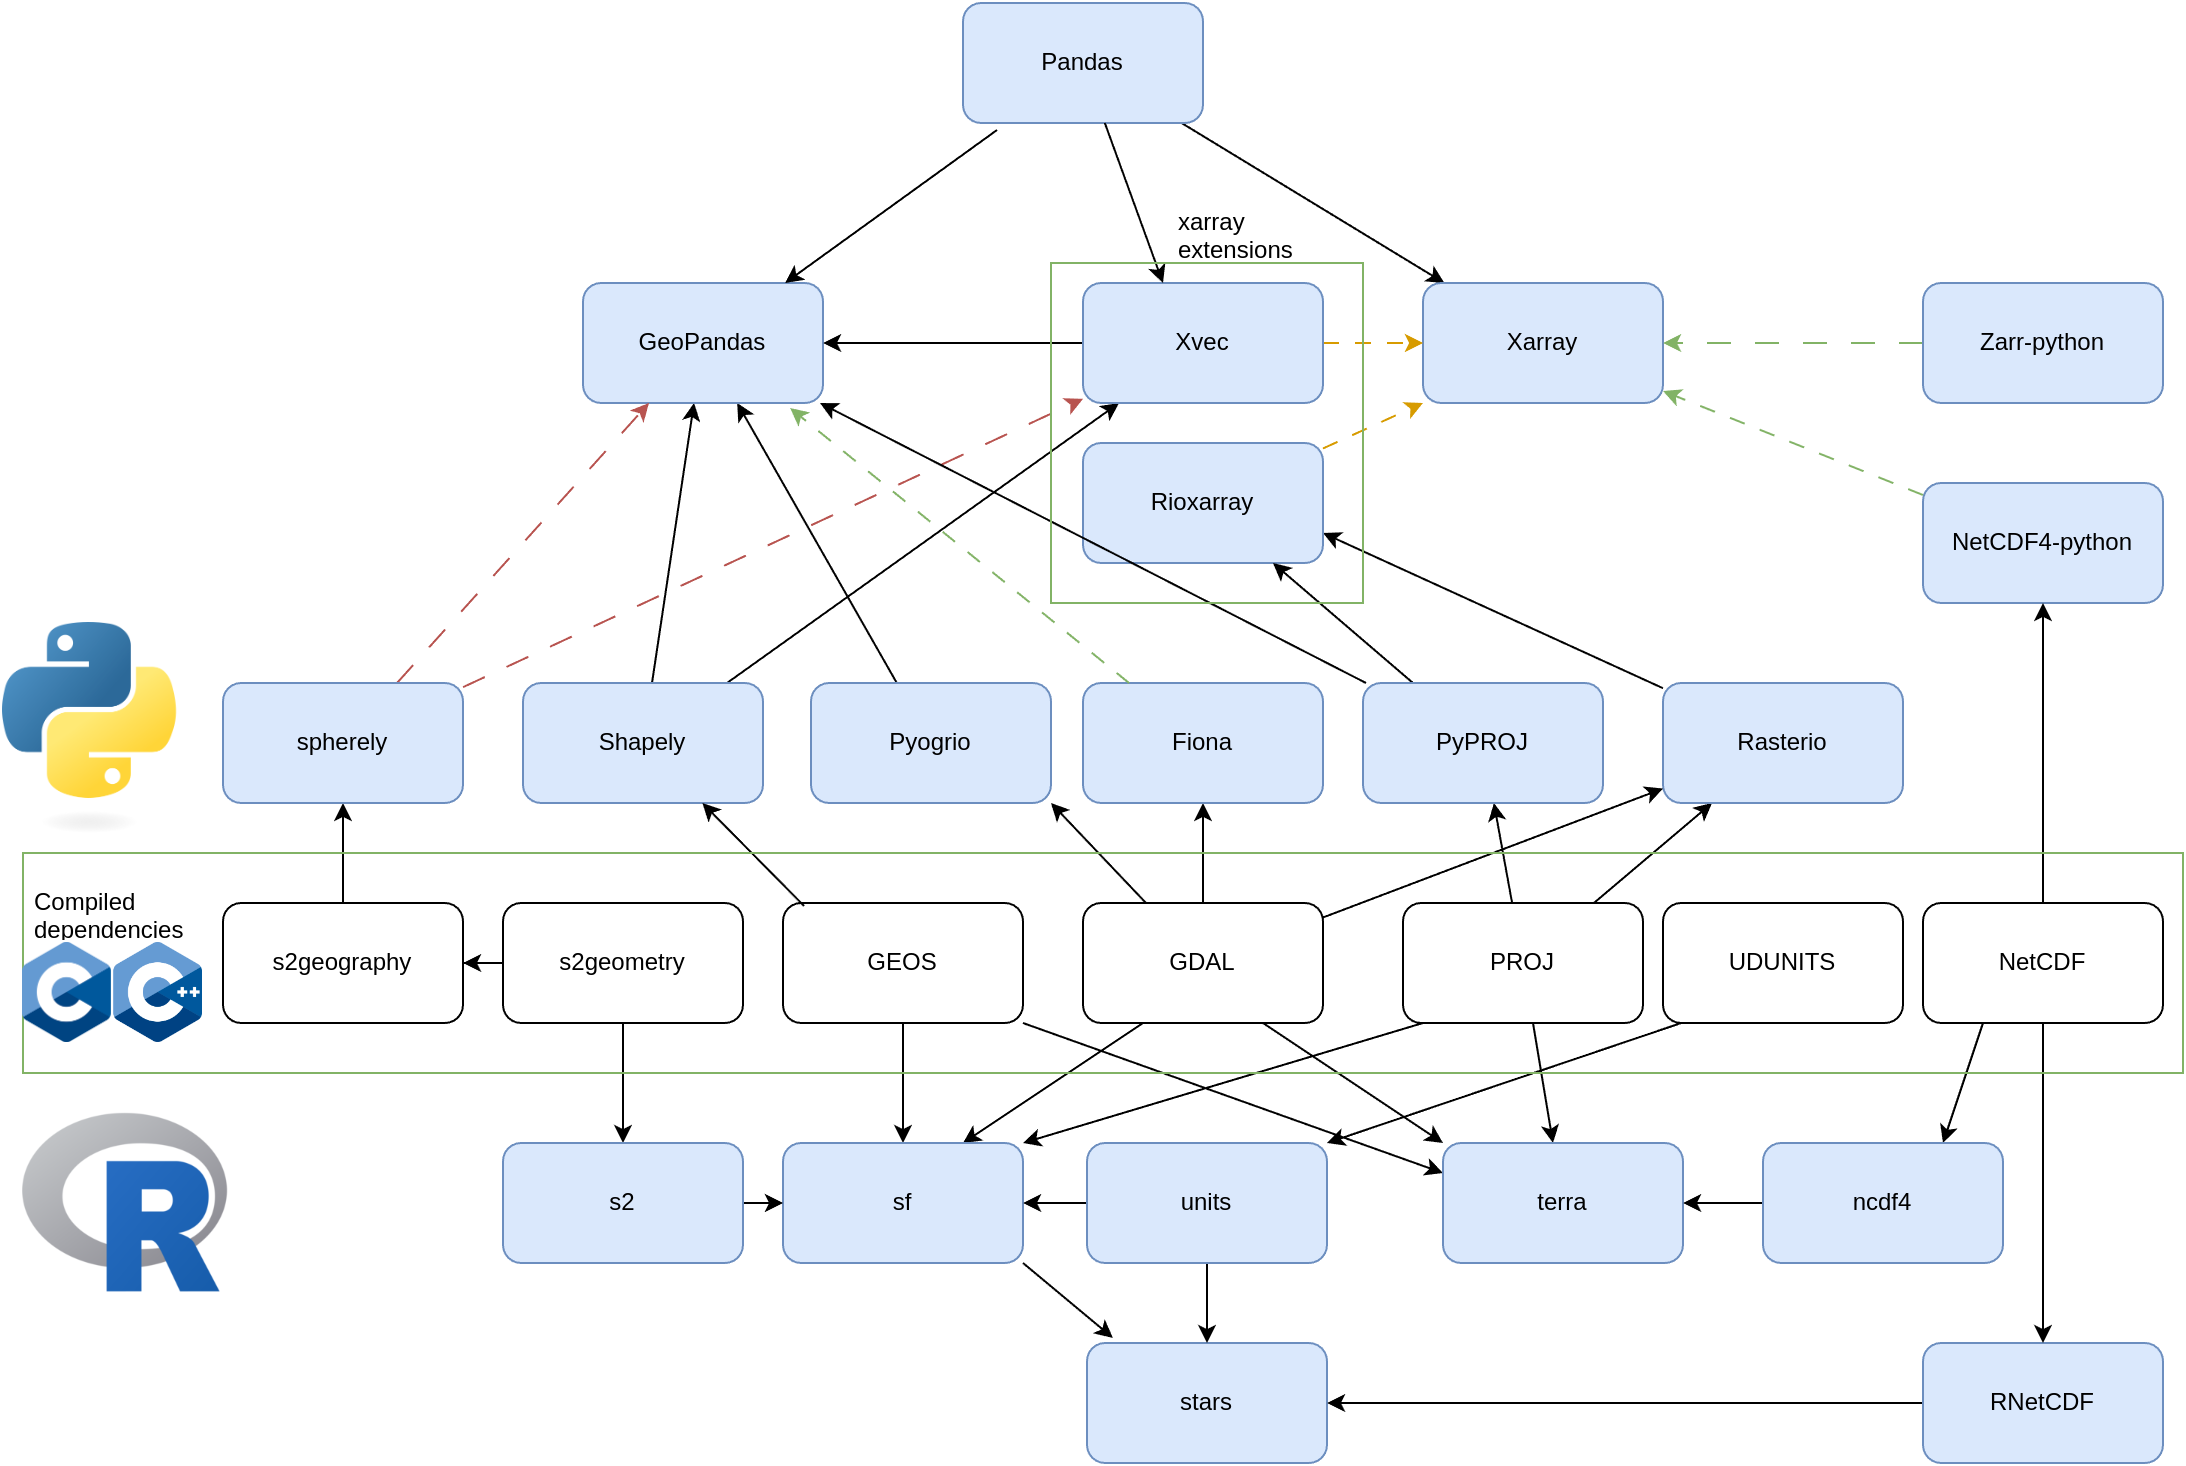 Pandas
xarray
extensions
GeoPandas
Xvec
Xarray
Zarr-python
Rioxarray
NetCDF4-python
spherely
Shapely
Pyogrio
Fiona
PyPROJ
Rasterio
Compiled
dependencies
C
C++
s2geography
s2geometry
GEOS
GDAL
PROJ
UDUNITS
NetCDF
R
s2
sf
units
terra
ncdf4
stars
RNetCDF